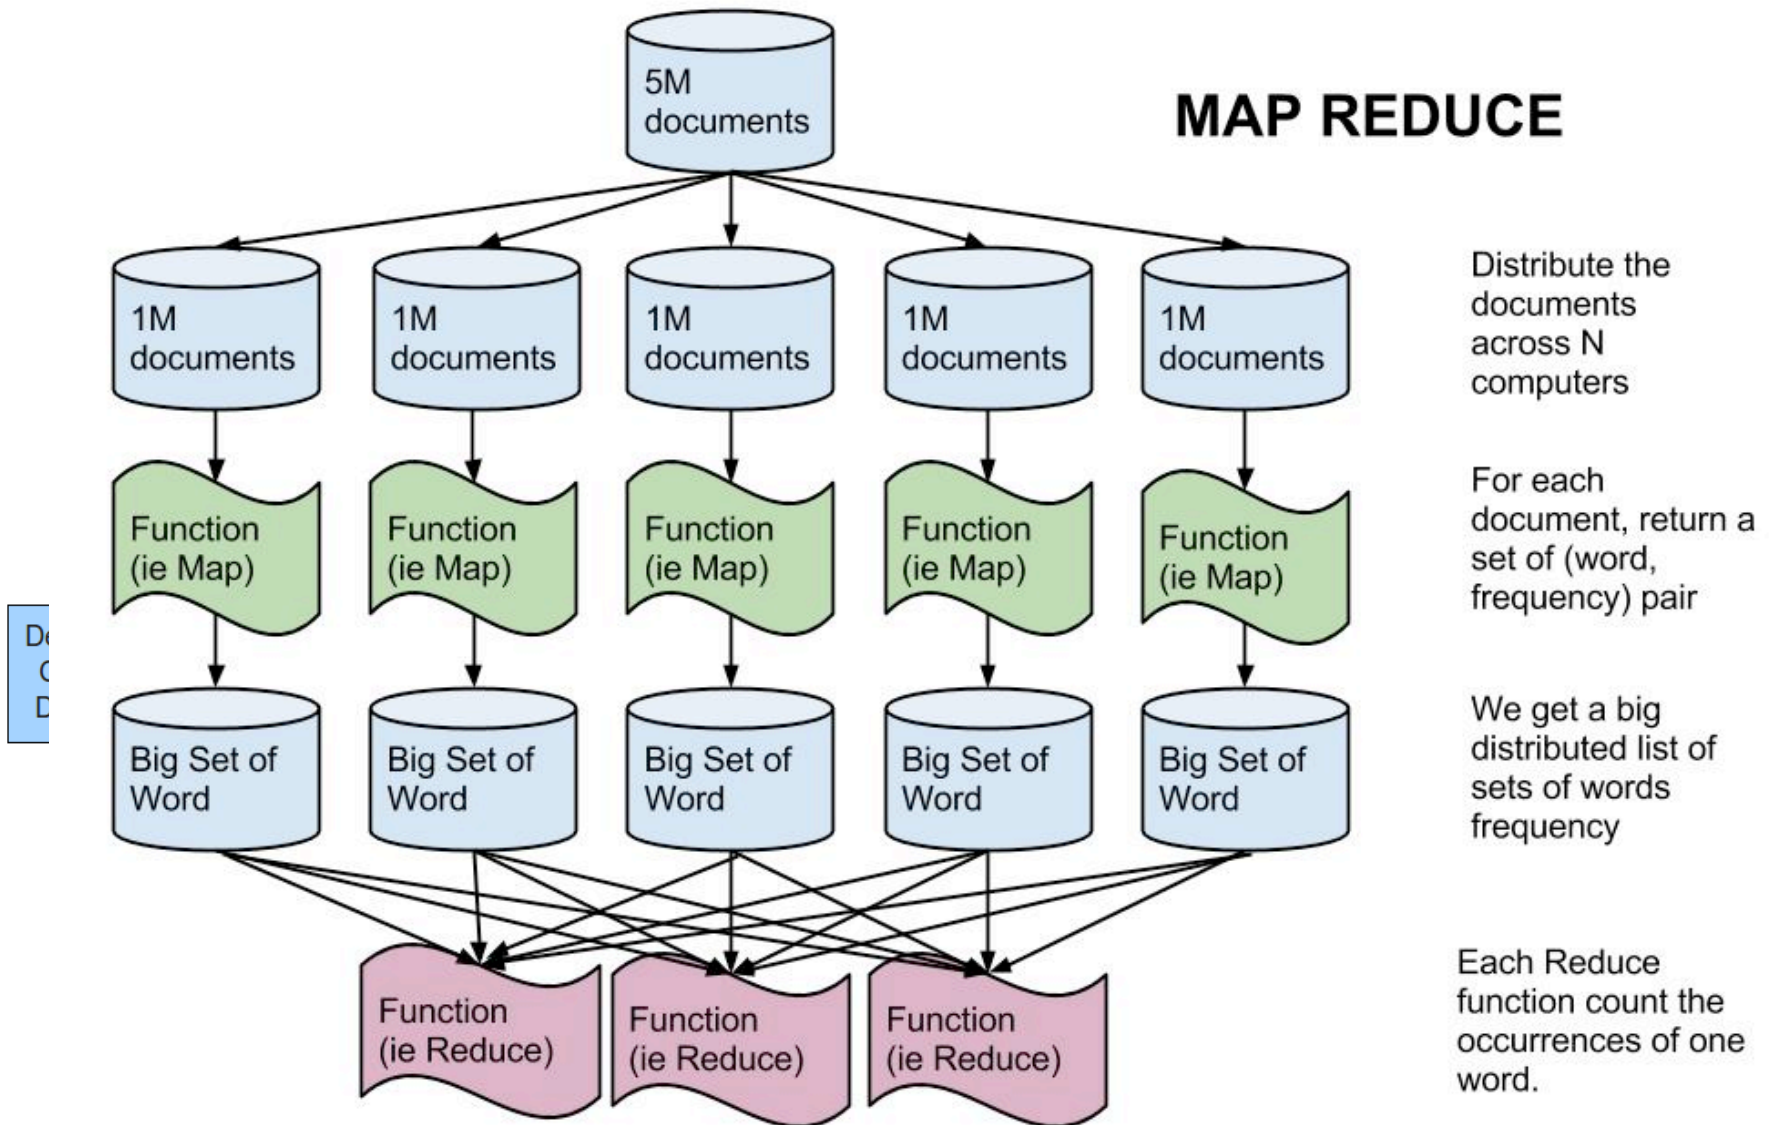 5M
documents
MAP REDUCE
1M
documents
1M
documents
1M
documents
1M
documents
1M
documents
Distribute the
documents
across N
computers
Function
(ie Map)
Function
(ie Map)
Function
(ie Map)
Function
(ie Map)
Function
(ie Map)
For each
document, return a
set of (word,
frequency) pair
Big Set of
Word
Big Set of
Word
Big Set of
Word
Big Set of
Word
Big Set of
Word
We get a big
distributed list of
sets of words
frequency
Function
(ie Reduce)
Function
(ie Reduce)
Function
(ie Reduce)
Each Reduce
function count the
occurrences of one
word.